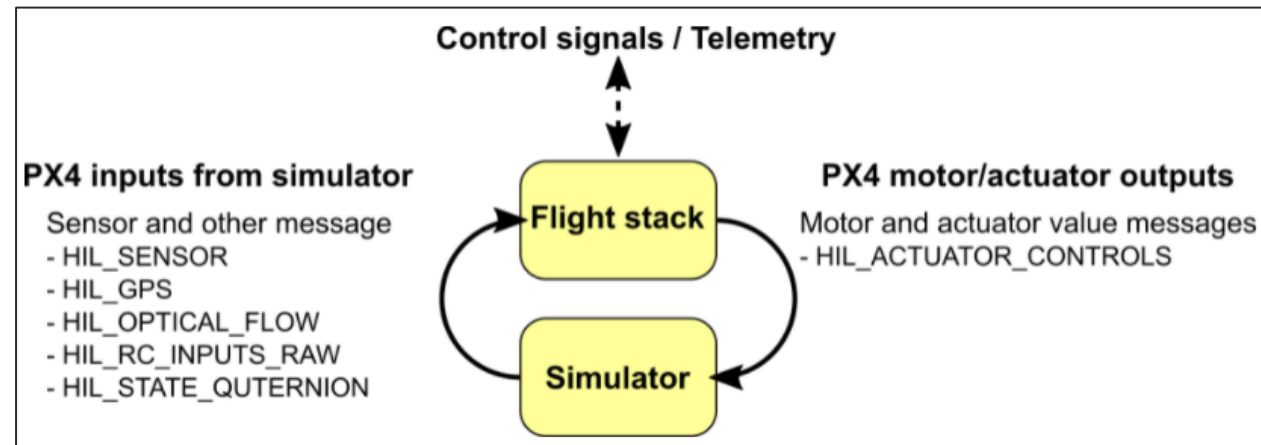 Control signals / Telemetry
PX4 inputs from simulator
Sensor and other message
- HIL_SENSOR
- HIL_GPS
- HIL_OPTICAL_FLOW
- HIL_RC_INPUTS_RAW
- HIL_STATE_QUTERNION
Flight stack
Simulator
PX4 motor/actuator outputs
Motor and actuator value messages
- HIL_ACTUATOR_CONTROLS